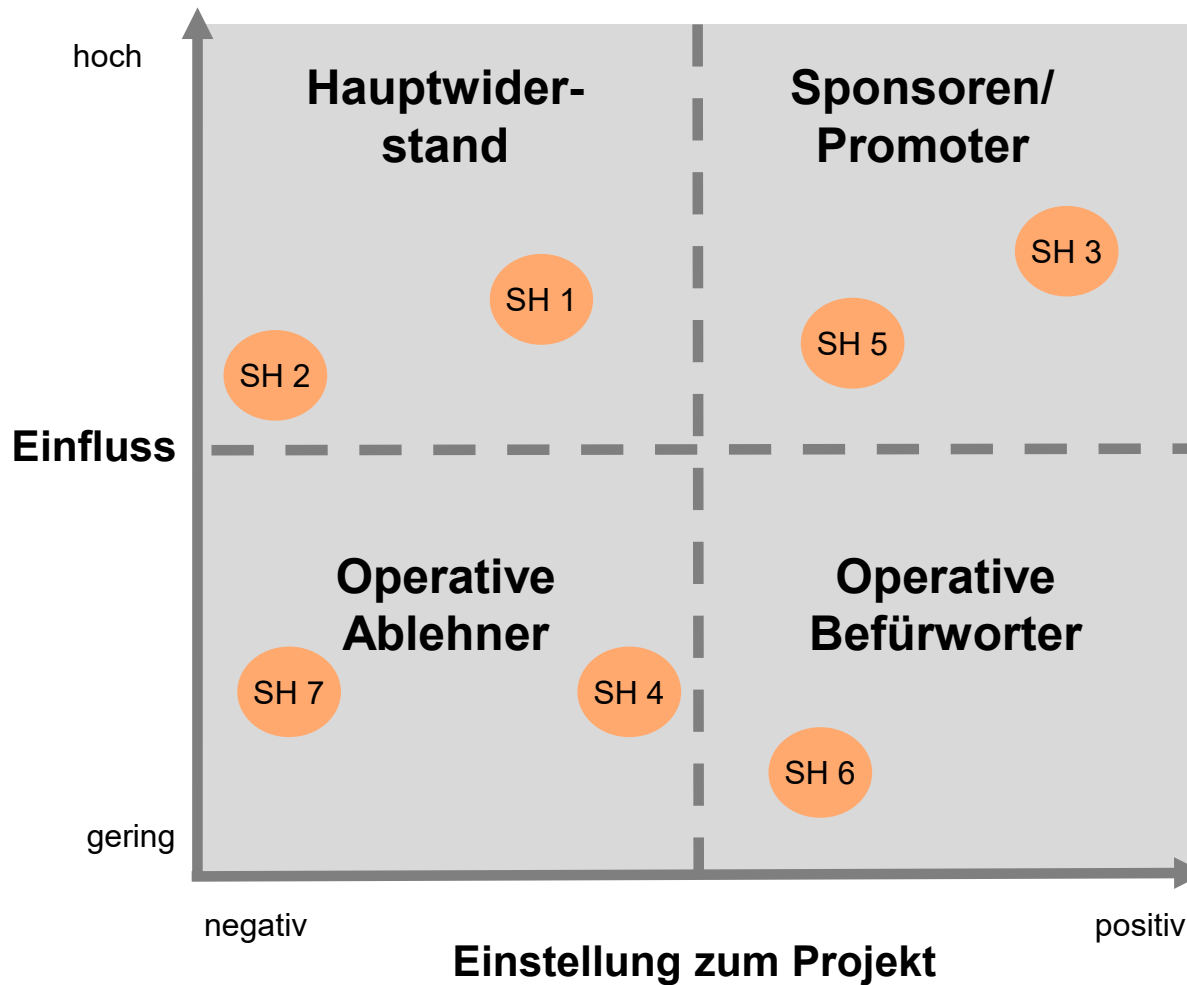 hoch
Hauptwider-
stand
Sponsoren/
Promoter
SH 3
SH 1
SH 5
SH 2
Einfluss
Operative
Ablehner
Operative
Befürworter
SH 7
SH 4
SH 6
gering
negativ
positiv
Einstellung zum Projekt